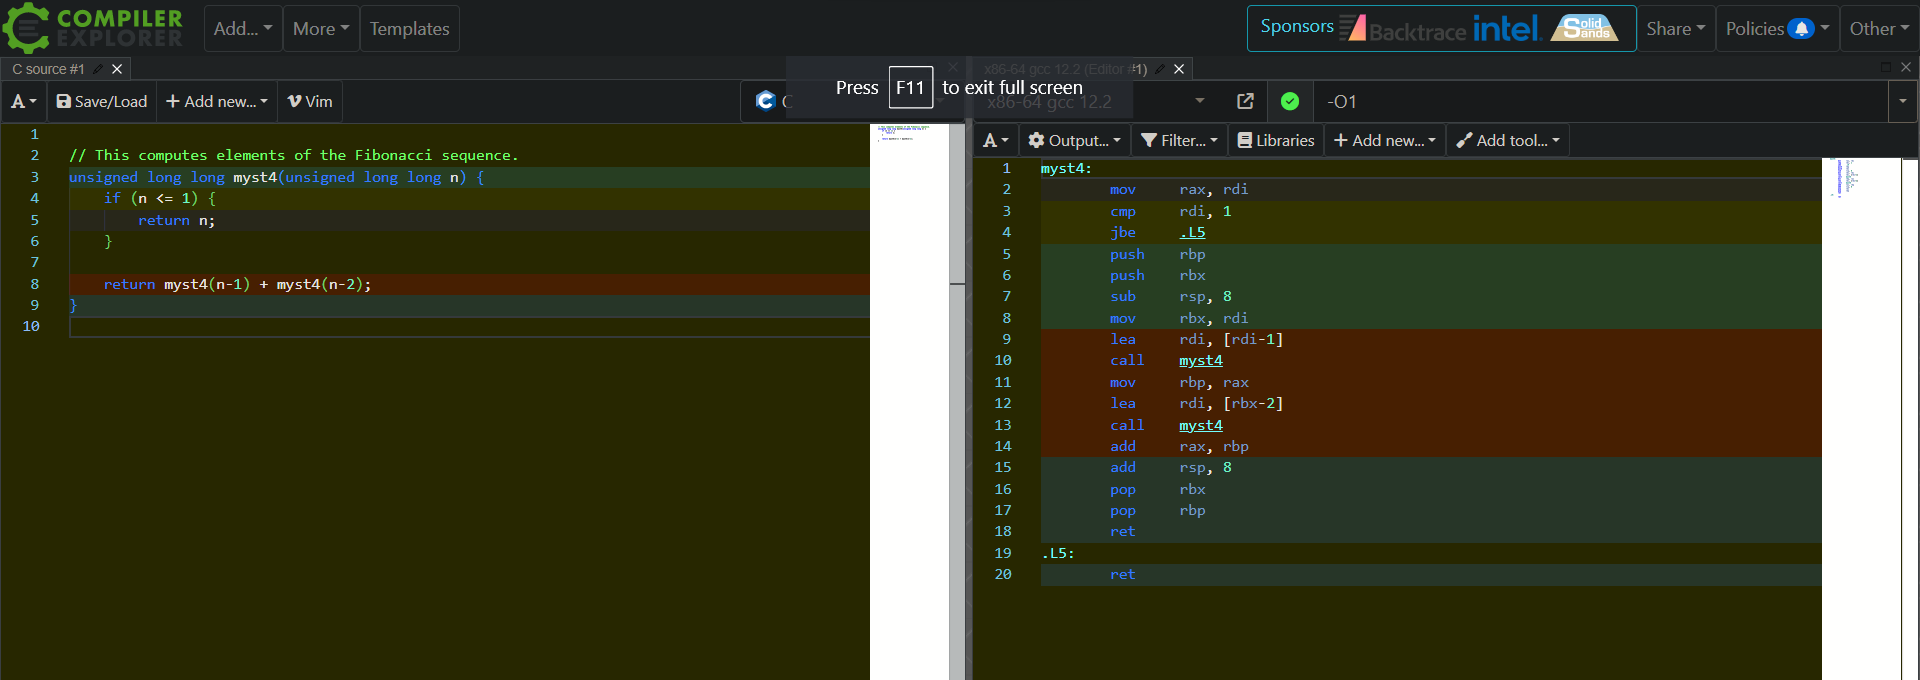 COMPILER EXPLORER Add... More Templates Sponsors Backtrace intel. Solid Sands Share Policies Other
C source #1
x86-64 gcc 12.2 (Editor #1)
Press F11 to exit full screen
A Save/Load + Add new... Vim C
x86-64 gcc 12.2 -O1
A Output... Filter... Libraries + Add new... Add tool...
1
2 // This computes elements of the Fibonacci sequence.
3 unsigned long long myst4(unsigned long long n) {
4 if (n <= 1) {
5 return n;
6 }
7
8 return myst4(n-1) + myst4(n-2);
9 }
10
1 myst4:
2 mov rax, rdi
3 cmp rdi, 1
4 jbe .L5
5 push rbp
6 push rbx
7 sub rsp, 8
8 mov rbx, rdi
9 lea rdi, [rdi-1]
10 call myst4
11 mov rbp, rax
12 lea rdi, [rbx-2]
13 call myst4
14 add rax, rbp
15 add rsp, 8
16 pop rbx
17 pop rbp
18 ret
19 .L5:
20 ret